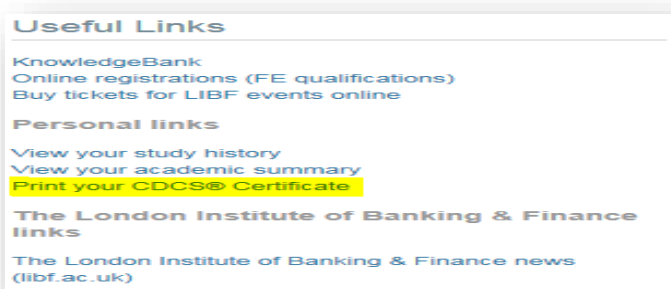 Useful Links
KnowledgeBank
Online registrations (FE qualifications)
Buy tickets for LIBF events online
Personal links
View your study history
View your academic summary
Print your CDCS® Certificate
The London Institute of Banking & Finance
links
The London Institute of Banking & Finance news
(libf.ac.uk)